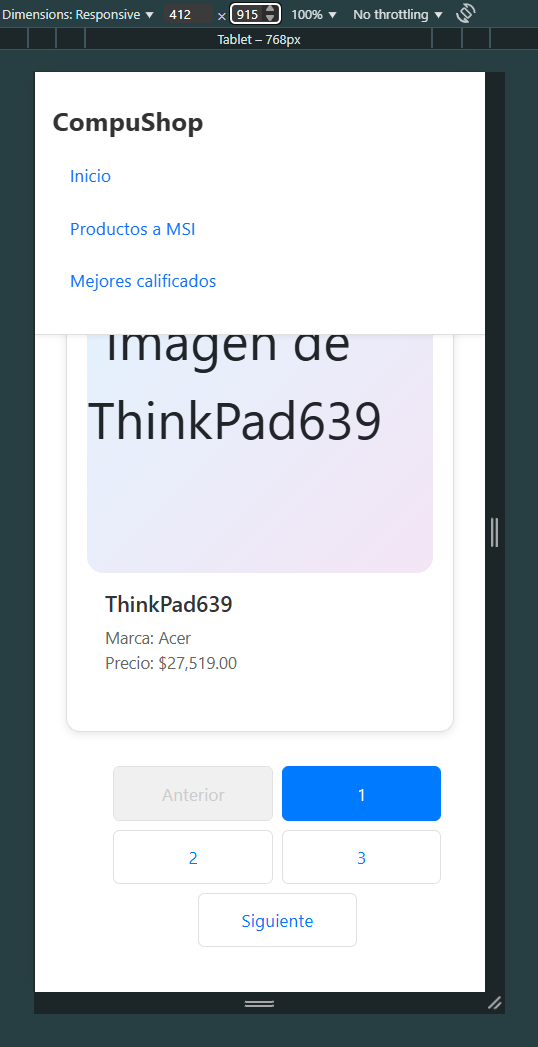 Dimensions: Responsive 412 × 915 100% No throttling
Tablet – 768px
CompuShop
Inicio
Productos a MSI
Mejores calificados
Imagen de
ThinkPad639
ThinkPad639
Marca: Acer
Precio: $27,519.00
Anterior 1
2 3
Siguiente